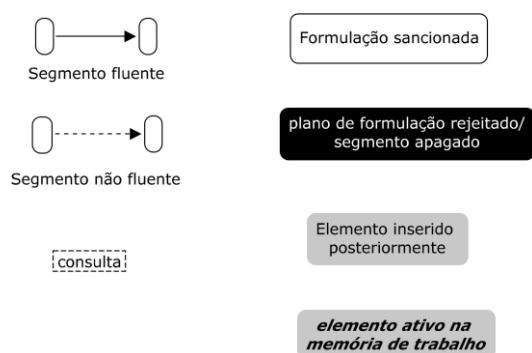 Formulação sancionada
Segmento fluente
plano de formulação rejeitado/
segmento apagado
Segmento não fluente
Elemento inserido
posteriormente
consulta
elemento ativo na
memória de trabalho